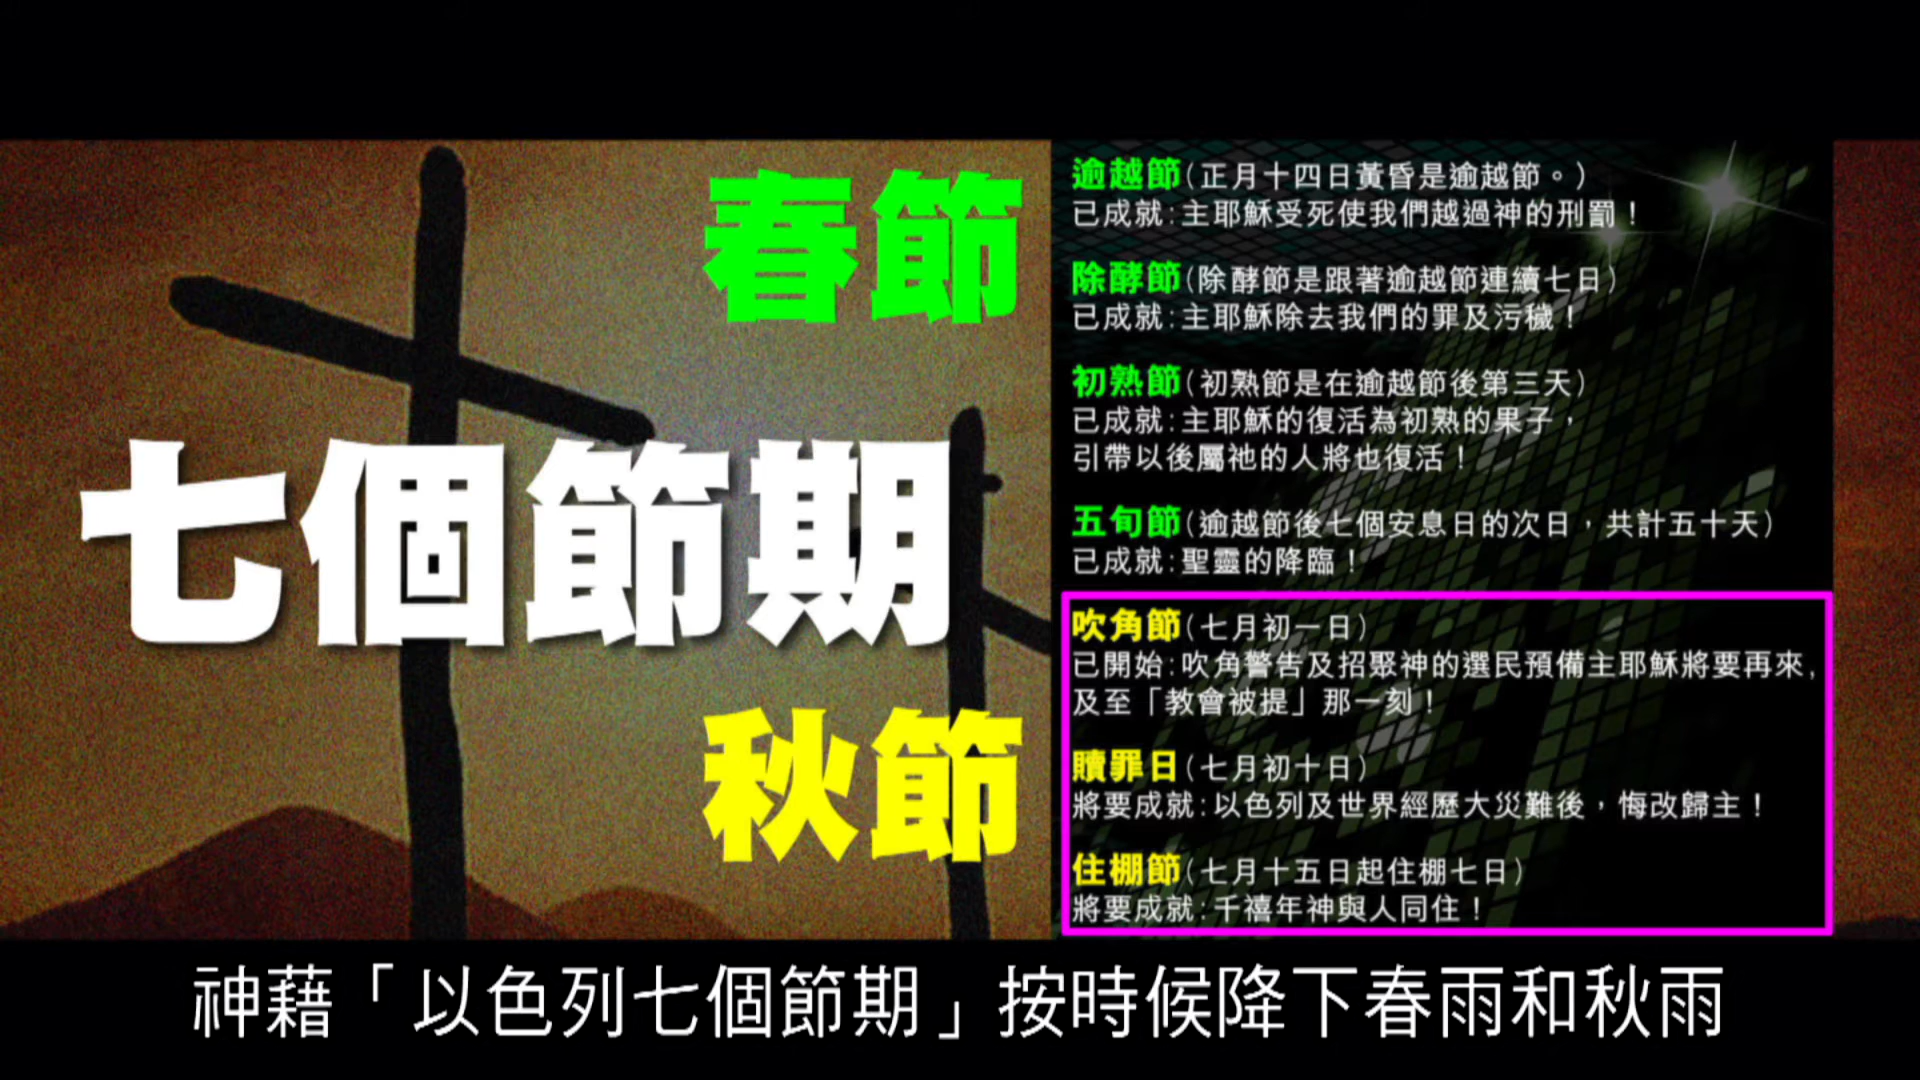 春節
七個節期
秋節
逾越節(正月十四日黃昏是逾越節。)
已成就:主耶穌受死使我們越過神的刑罰！
除酵節(除酵節是跟著逾越節連續七日)
已成就:主耶穌除去我們的罪及污穢！
初熟節(初熟節是在逾越節後第三天)
已成就:主耶穌的復活為初熟的果子，
引帶以後屬祂的人將也復活！
五旬節(逾越節後七個安息日的次日，共計五十天)
已成就:聖靈的降臨！
吹角節(七月初一日)
已開始:吹角警告及招聚神的選民預備主耶穌將要再來,
及至「教會被提」那一刻！
贖罪日(七月初十日)
將要成就:以色列及世界經歷大災難後，悔改歸主！
住棚節(七月十五日起住棚七日)
將要成就:千禧年神與人同住！
神藉「以色列七個節期」按時候降下春雨和秋雨